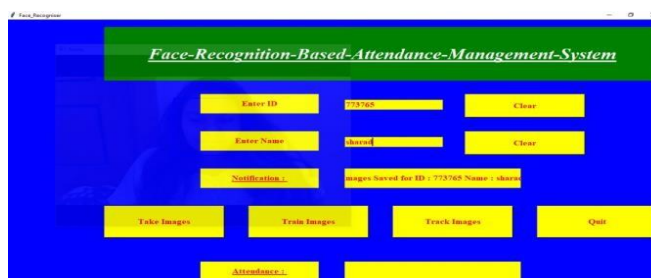 Face_Recogniser
Face-Recognition-Based-Attendance-Management-System
Enter ID
773765
Clear
Enter Name
sharad
Clear
Notification :
mages Saved for ID : 773765 Name : sharad
Take Images
Train Images
Track Images
Quit
Attendance :